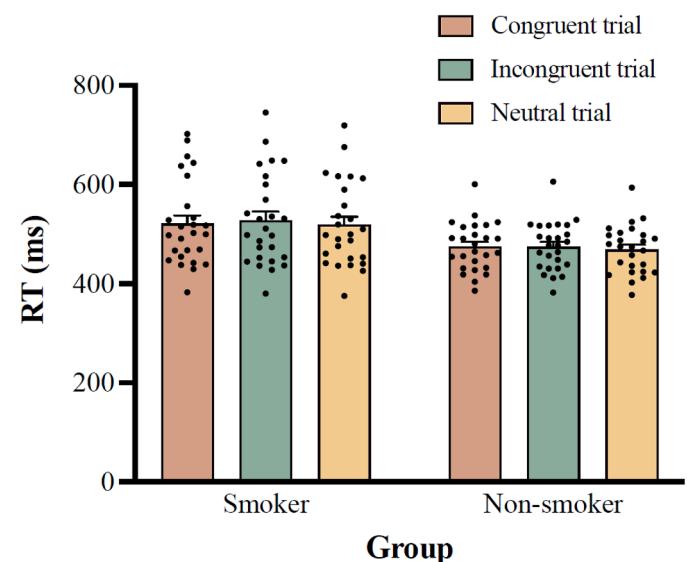 Congruent trial
Incongruent trial
Neutral trial
800
600
400
200
0
RT (ms)
Smoker
Non-smoker
Group